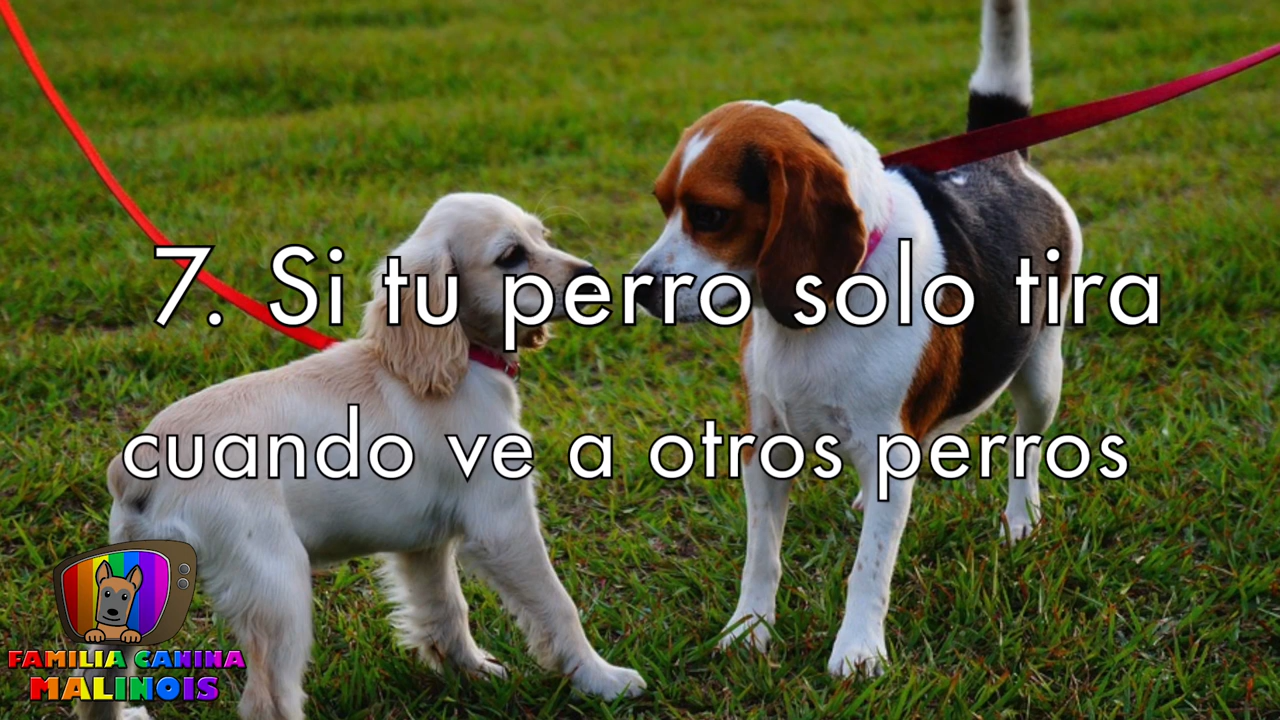 7. Si tu perro solo tira
cuando ve a otros perros
FAMILIA CANINA
MALINOIS